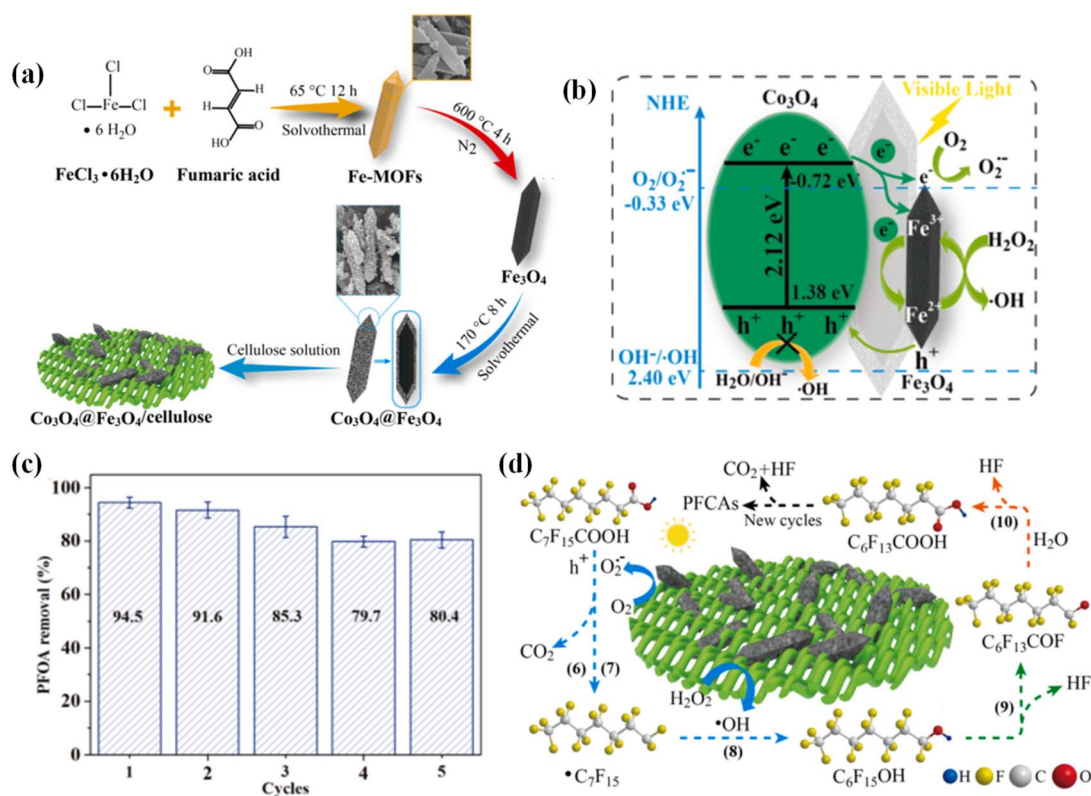 (a)
Cl
Cl Fe Cl
• 6 H₂O
FeCl₃•6H₂O
+
O OH
H
H
HO O
Fumaric acid
65 °C 12 h
Solvothermal
Fe-MOFs
600 °C 4 h
N2
Fe₃O₄
170 °C 8 h
Solvothermal
Co₃O₄@Fe₃O₄
Cellulose solution
Co₃O₄@Fe₃O₄/cellulose
(b)
NHE
Co₃O₄
Visible Light
e⁻ e⁻ e⁻
e⁻
O₂
O₂•⁻
e⁻
-0.72 eV
O₂/O₂•⁻
-0.33 eV
2.12 eV
e⁻
Fe³⁺
H₂O₂
1.38 eV
Fe²⁺
·OH
h⁺ h⁺ h⁺
h⁺
OH⁻/·OH
2.40 eV
H₂O/OH⁻
·OH
Fe₃O₄
(c)
PFOA removal (%)
100
80
60
40
20
0
94.5 91.6 85.3 79.7 80.4
1 2 3 4 5
Cycles
(d)
C₇F₁₅COOH
CO₂+HF
PFCAs
New cycles
C₆F₁₃COOH
HF
(10)
H₂O
h⁺
O₂•⁻
O₂
CO₂
(6) (7)
C₆F₁₃COF
H₂O₂
•OH
(8)
(9)
HF
•C₇F₁₅
C₆F₁₅OH
H F C O